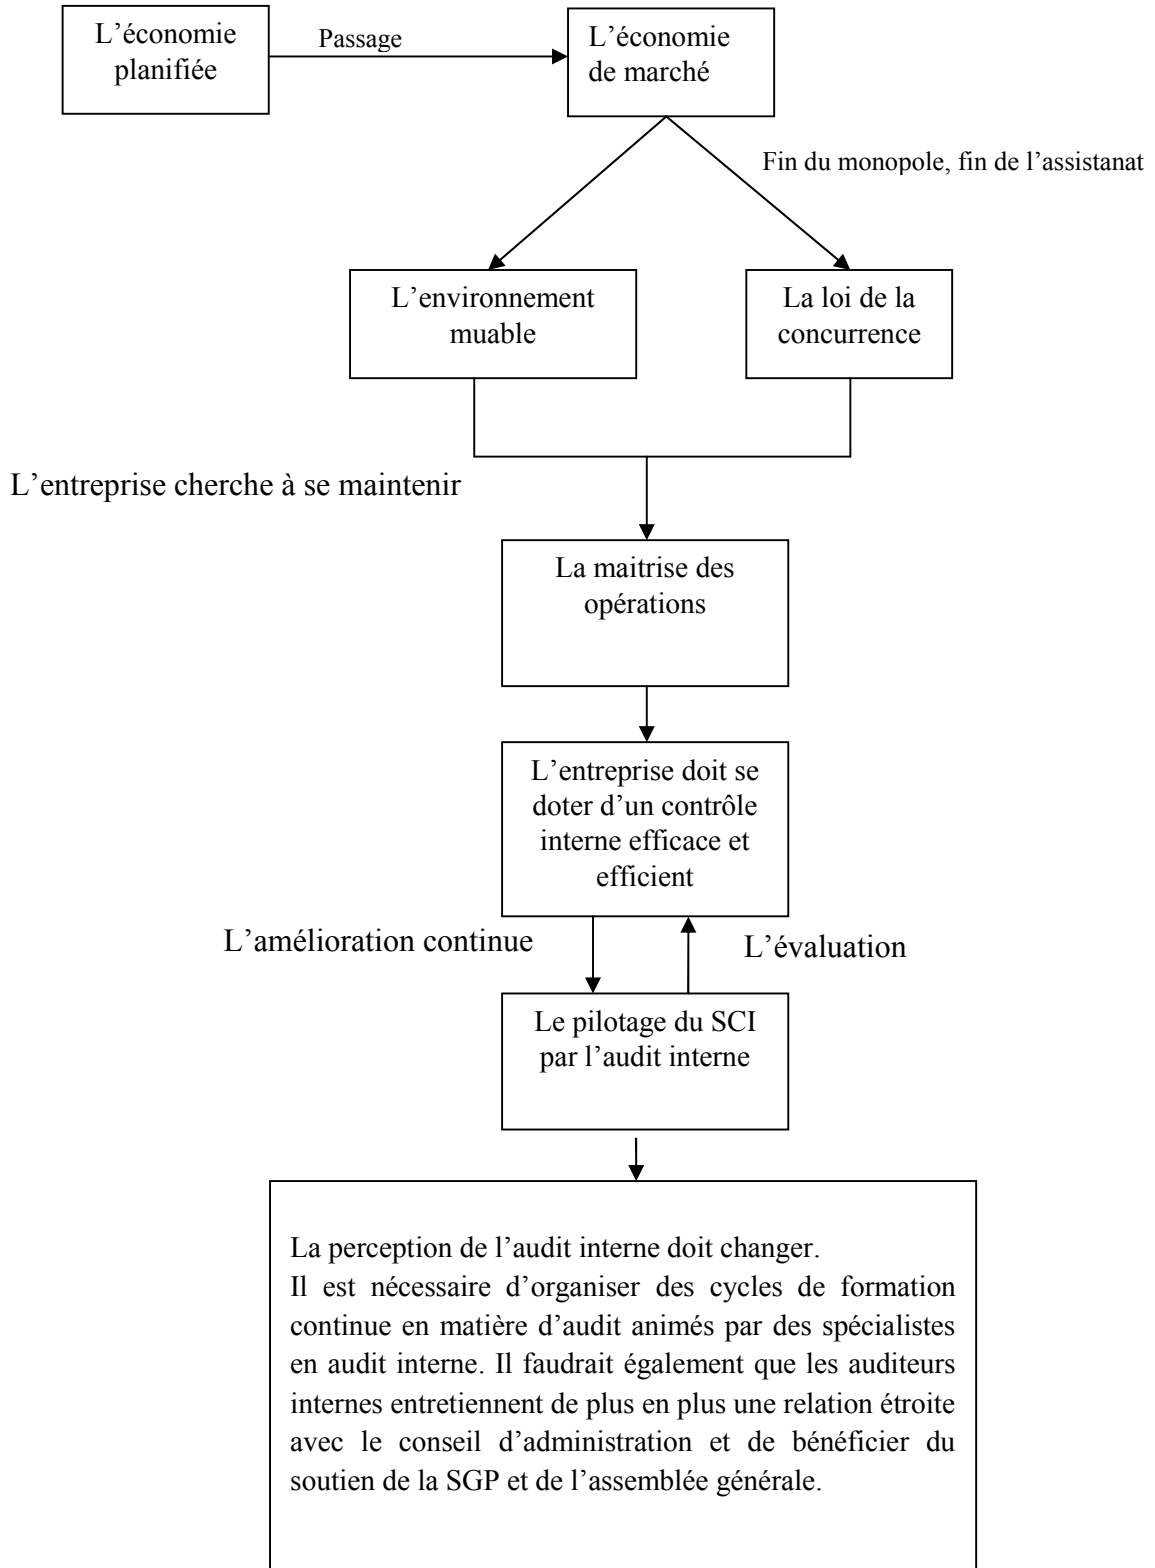 L’économie
planifiée
Passage
L’économie
de marché
Fin du monopole, fin de l’assistanat
L’environnement
muable
La loi de la
concurrence
L’entreprise cherche à se maintenir
La maitrise des
opérations
L’entreprise doit se
doter d’un contrôle
interne efficace et
efficient
L’amélioration continue
L’évaluation
Le pilotage du SCI
par l’audit interne
La perception de l’audit interne doit changer.
Il est nécessaire d’organiser des cycles de formation
continue en matière d’audit animés par des spécialistes
en audit interne. Il faudrait également que les auditeurs
internes entretiennent de plus en plus une relation étroite
avec le conseil d’administration et de bénéficier du
soutien de la SGP et de l’assemblée générale.